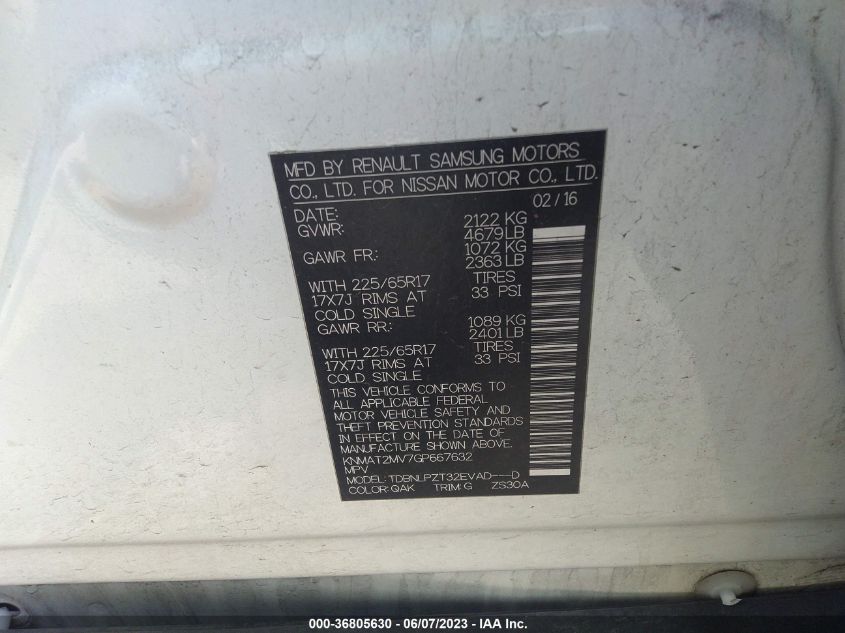 MFD BY RENAULT SAMSUNG MOTORS
CO., LTD. FOR NISSAN MOTOR CO., LTD.
DATE: 02/16
GVWR: 2122 KG
4679 LB
GAWR FR: 1072 KG
2363 LB
WITH 225/65R17 TIRES
17X7J RIMS AT 33 PSI
COLD SINGLE
GAWR RR: 1089 KG
2401 LB
WITH 225/65R17 TIRES
17X7J RIMS AT 33 PSI
COLD SINGLE
THIS VEHICLE CONFORMS TO
ALL APPLICABLE FEDERAL
MOTOR VEHICLE SAFETY AND
THEFT PREVENTION STANDARDS
IN EFFECT ON THE DATE OF
MANUFACTURE SHOWN ABOVE.
KNMAT2MV7GP667632
MPV
MODEL: TDBNLPZT32EVAD---D
COLOR: QAK TRIM: G ZS30A
000-36805630 - 06/07/2023 - IAA Inc.